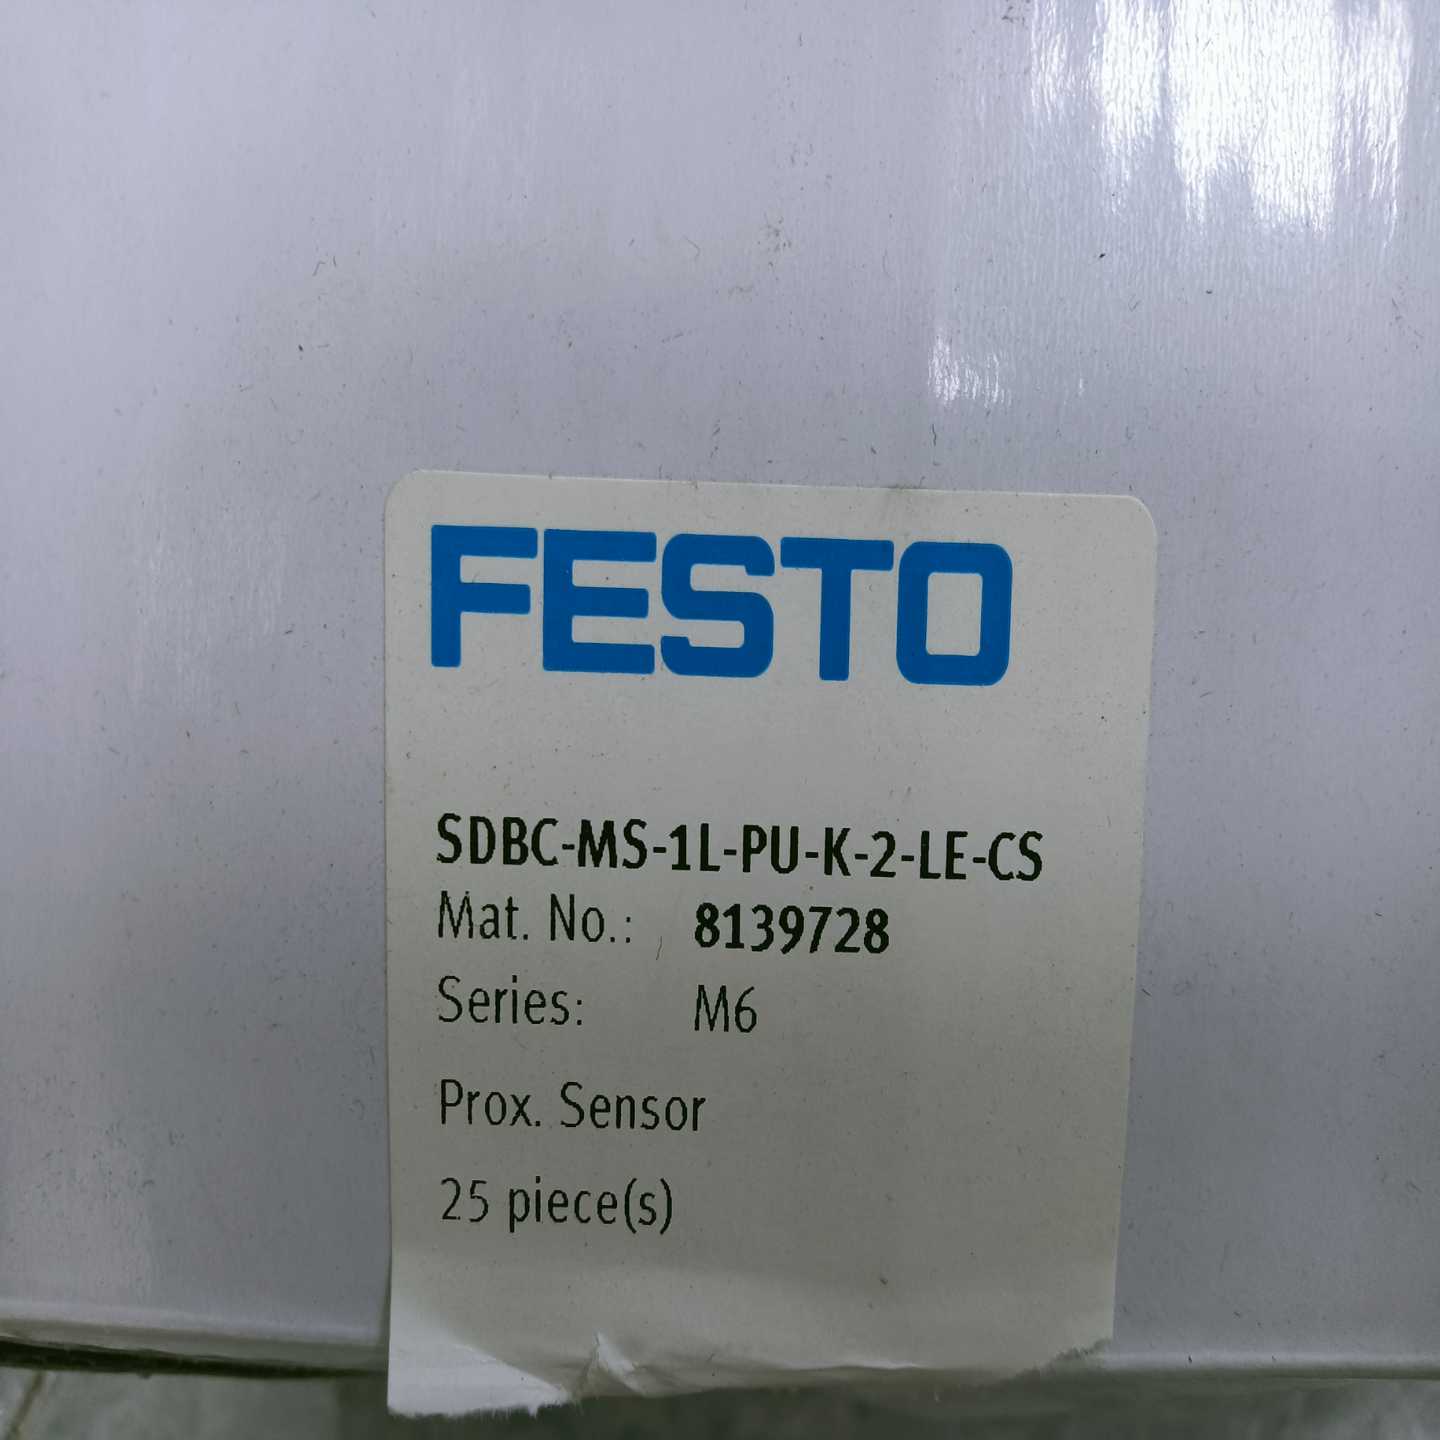 FESTO
SDBC-MS-1L-PU-K-2-LE-CS
Mat. No.: 8139728
Series: M6
Prox. Sensor
25 piece(s)